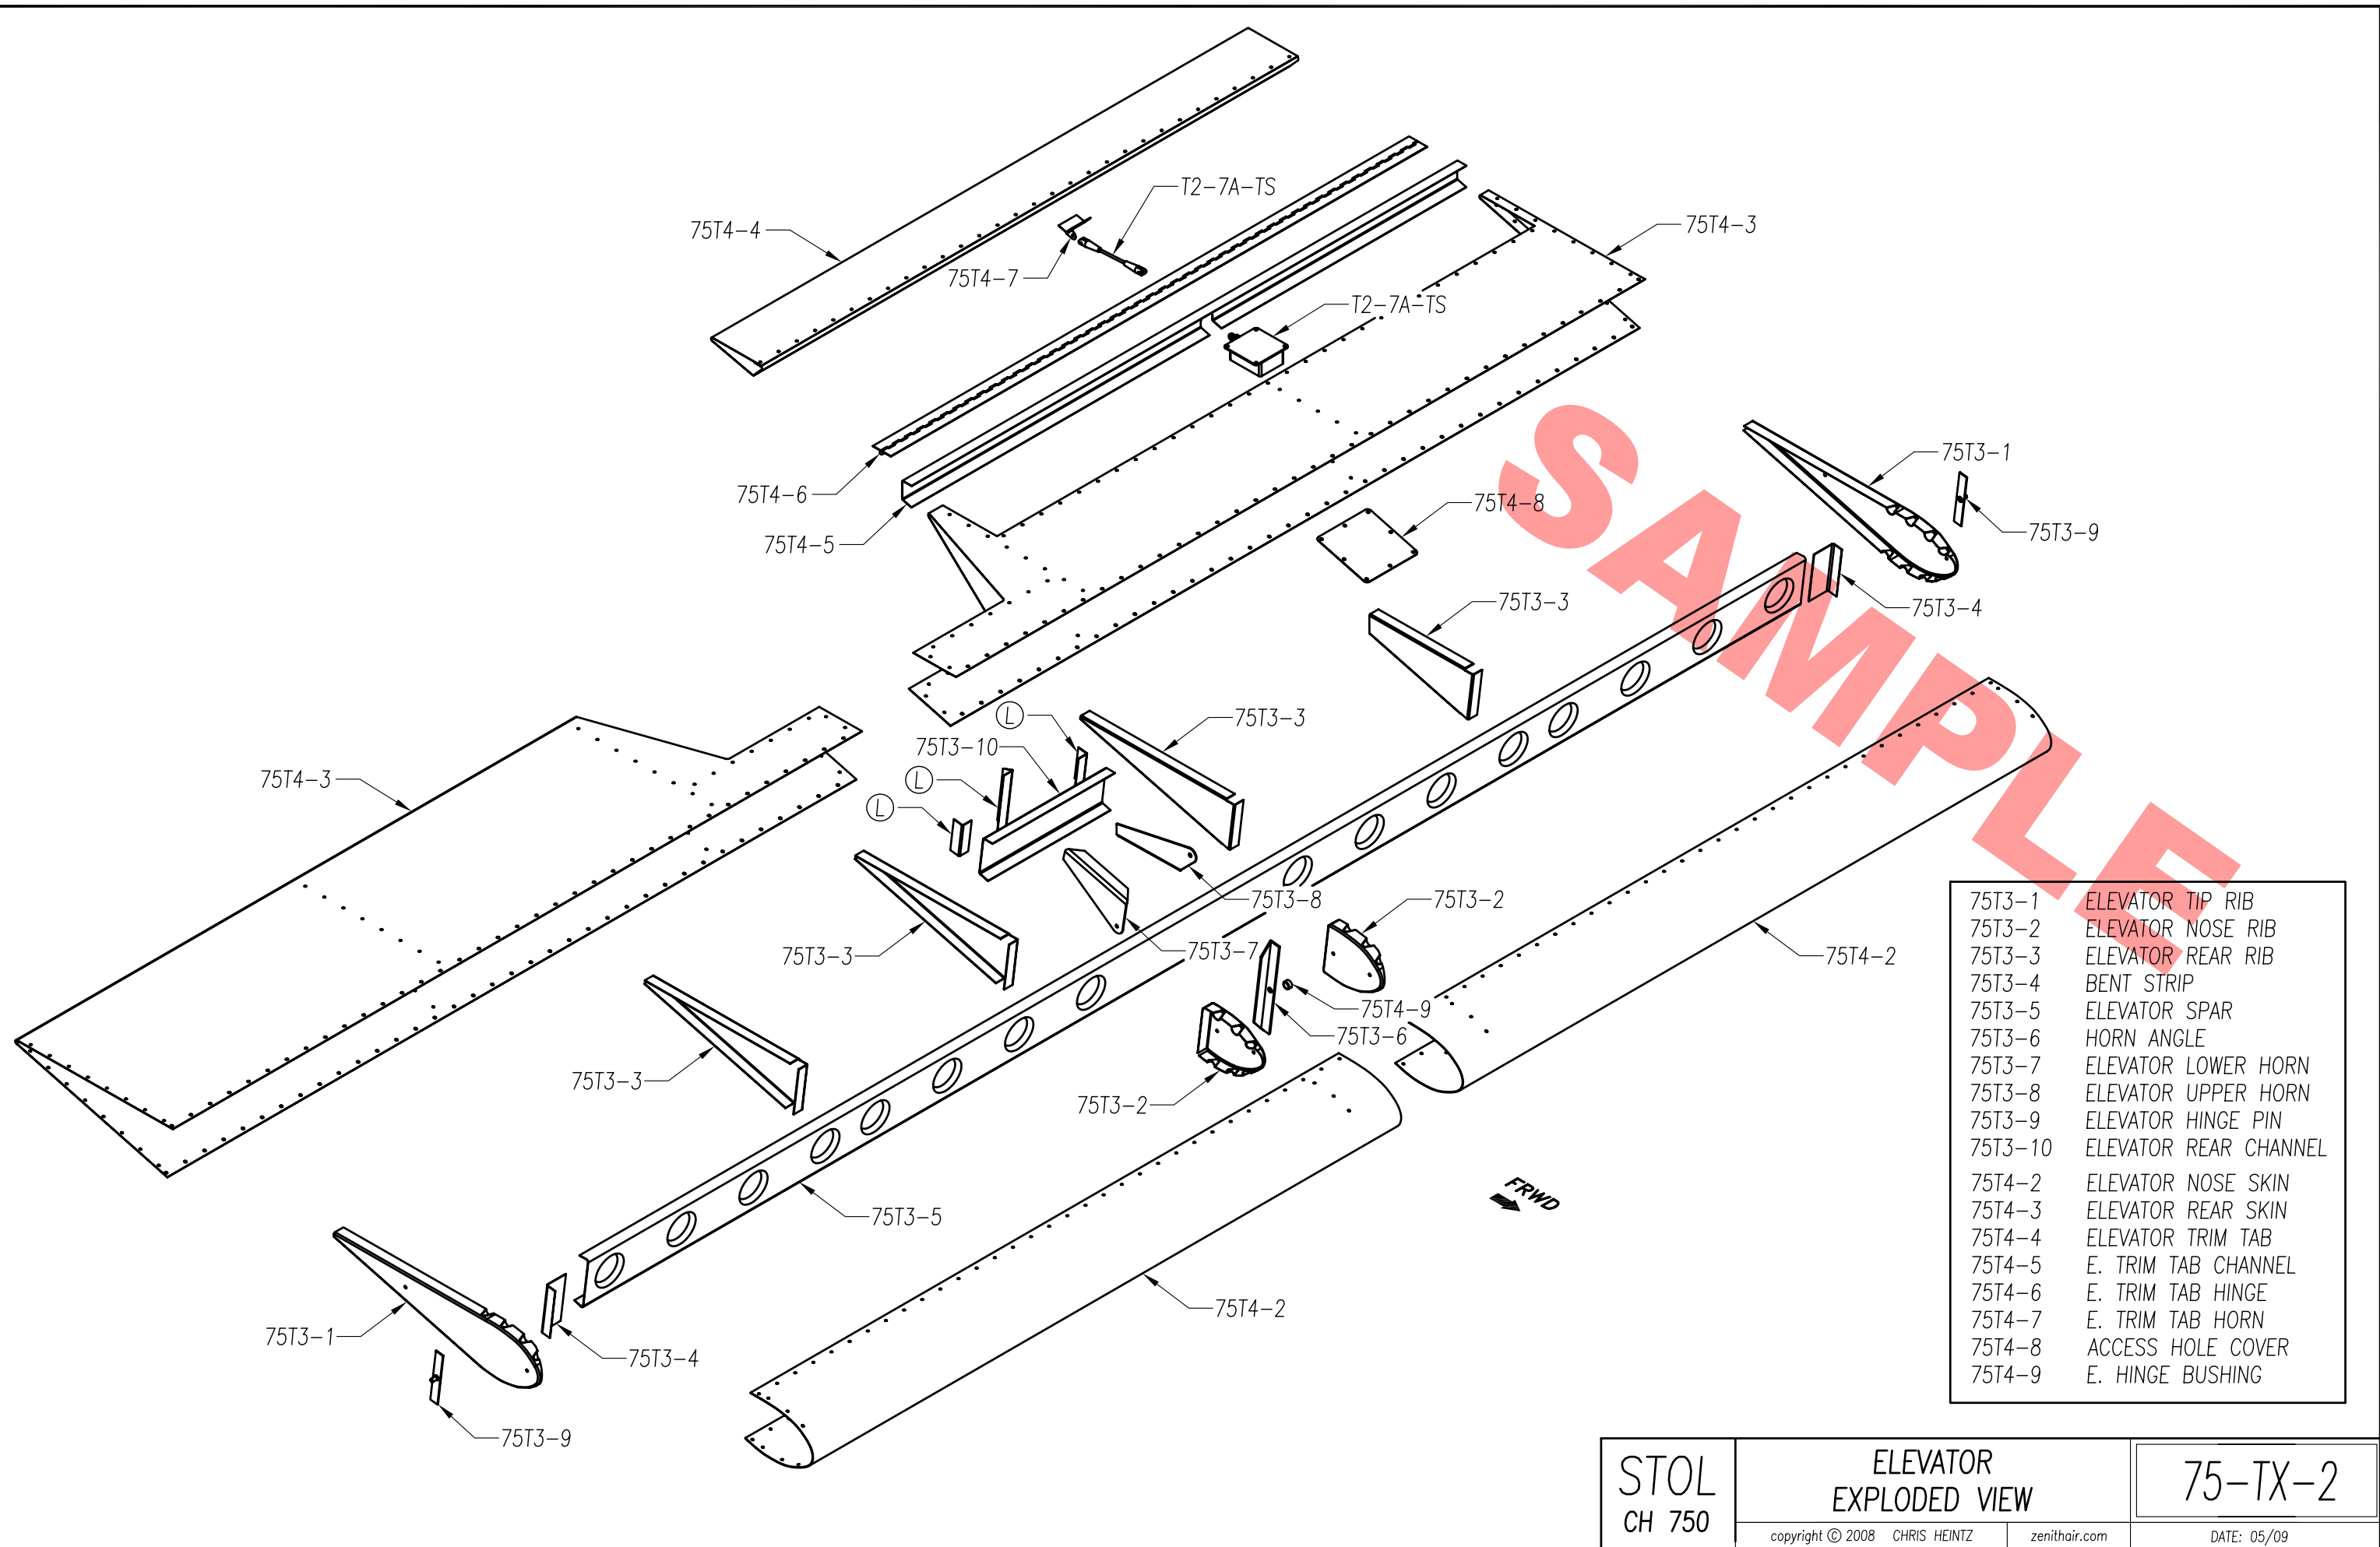 75T4-4
T2-7A-TS
75T4-7
75T4-3
T2-7A-TS
75T4-6
75T4-5
75T4-8
75T3-1
75T3-9
75T3-4
75T3-3
SAMPLE
75T4-3
L
75T3-10
L
L
75T3-3
75T3-8
75T3-2
75T3-3
75T3-7
75T4-9
75T3-6
75T4-2
75T3-3
75T3-2
75T3-5
75T4-2
FRWD
75T3-1
75T3-4
75T3-9
75T3-1 ELEVATOR TIP RIB
75T3-2 ELEVATOR NOSE RIB
75T3-3 ELEVATOR REAR RIB
75T3-4 BENT STRIP
75T3-5 ELEVATOR SPAR
75T3-6 HORN ANGLE
75T3-7 ELEVATOR LOWER HORN
75T3-8 ELEVATOR UPPER HORN
75T3-9 ELEVATOR HINGE PIN
75T3-10 ELEVATOR REAR CHANNEL
75T4-2 ELEVATOR NOSE SKIN
75T4-3 ELEVATOR REAR SKIN
75T4-4 ELEVATOR TRIM TAB
75T4-5 E. TRIM TAB CHANNEL
75T4-6 E. TRIM TAB HINGE
75T4-7 E. TRIM TAB HORN
75T4-8 ACCESS HOLE COVER
75T4-9 E. HINGE BUSHING
STOL
CH 750
ELEVATOR
EXPLODED VIEW
copyright © 2008 CHRIS HEINTZ
zenithair.com
75-TX-2
DATE: 05/09